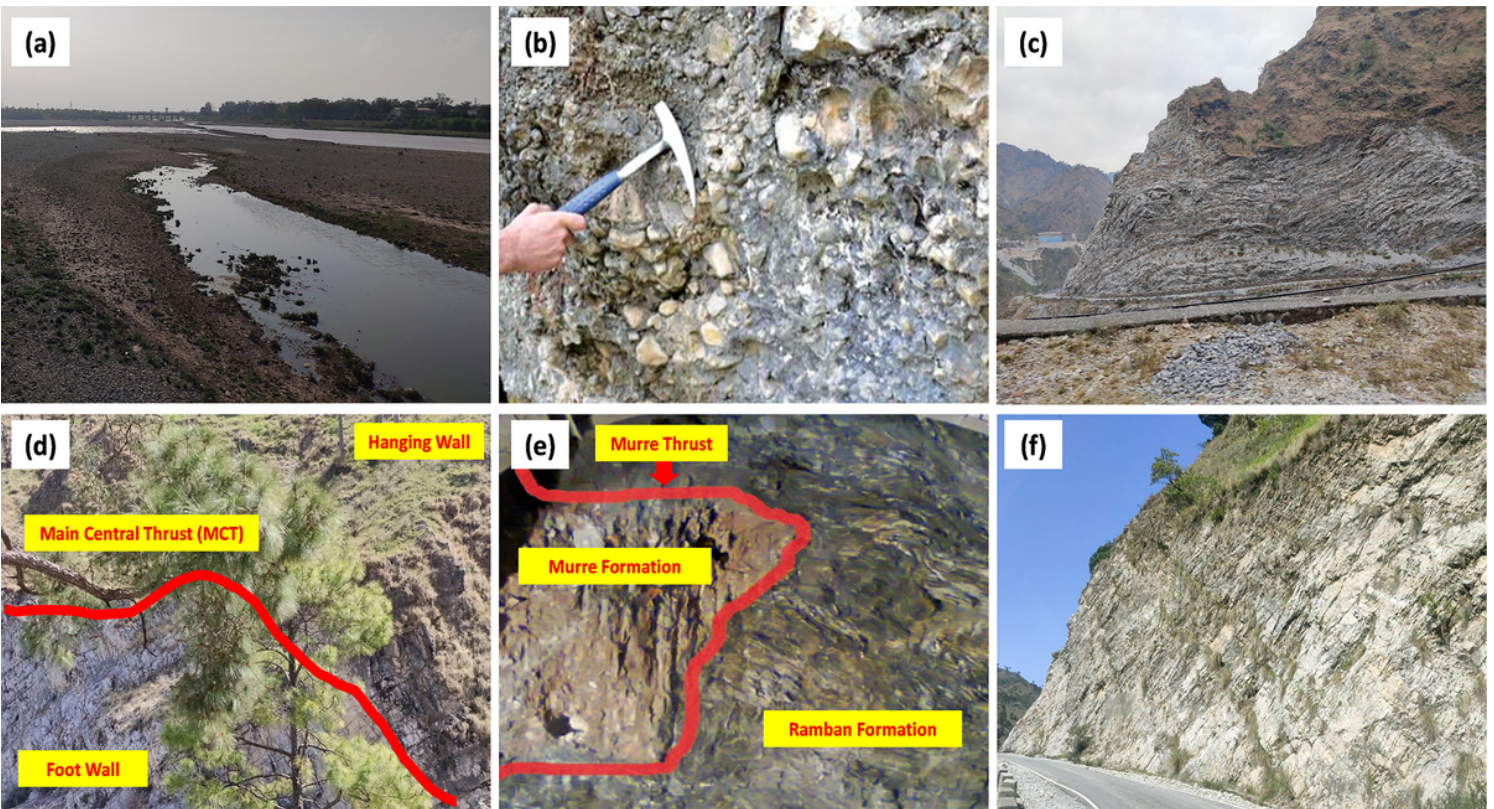 (a)
(b)
(c)
(d)
Hanging Wall
Main Central Thrust (MCT)
Foot Wall
(e)
Murre Thrust
Murre Formation
Ramban Formation
(f)